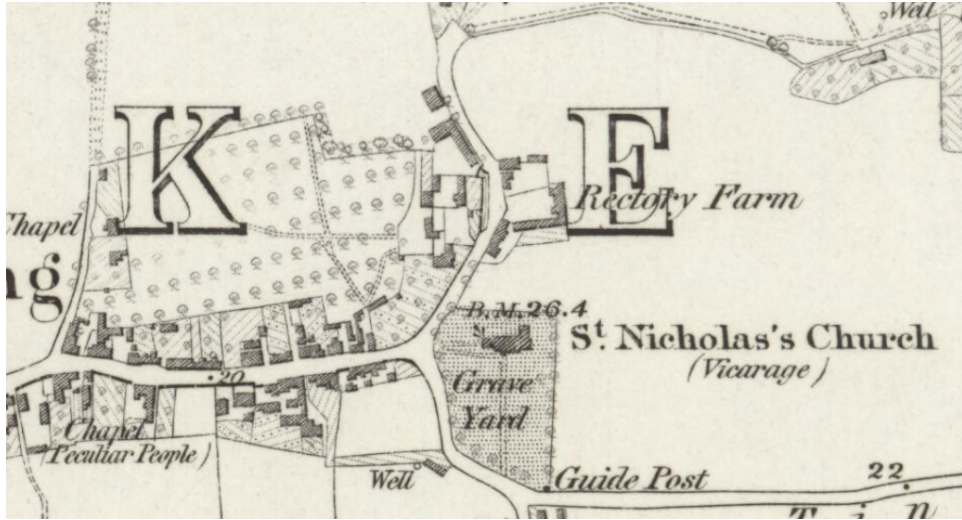 Well
K E
Rectory Farm
Chapel
ng
B.M. 26.4
St. Nicholas's Church
(Vicarage)
20
Grave
Yard
Chapel
(Peculiar People)
Well
Guide Post
22
T i n